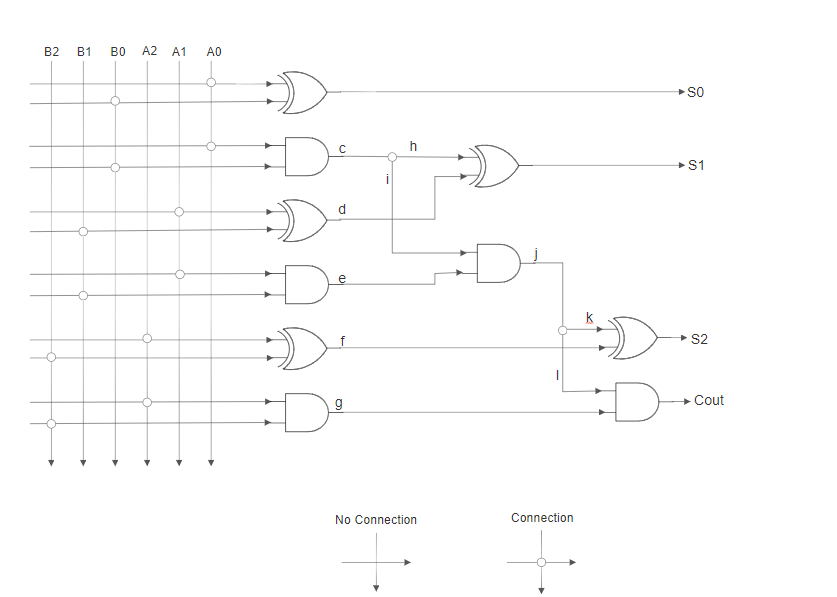 B2 B1 B0 A2 A1 A0
S0
c h
S1
i
d
j
e
k
S2
f
l
Cout
g
No Connection Connection